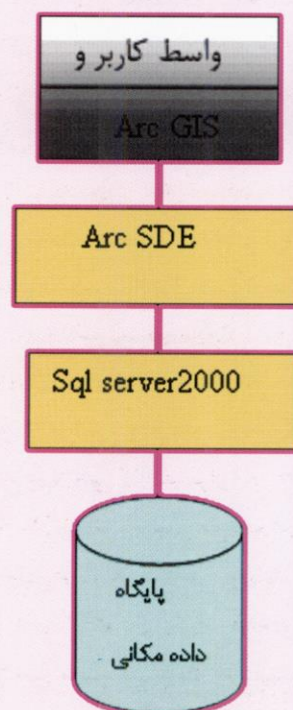 واسط کاربر و
Arc GIS
Arc SDE
Sql server2000
پایگاه
داده مکانی